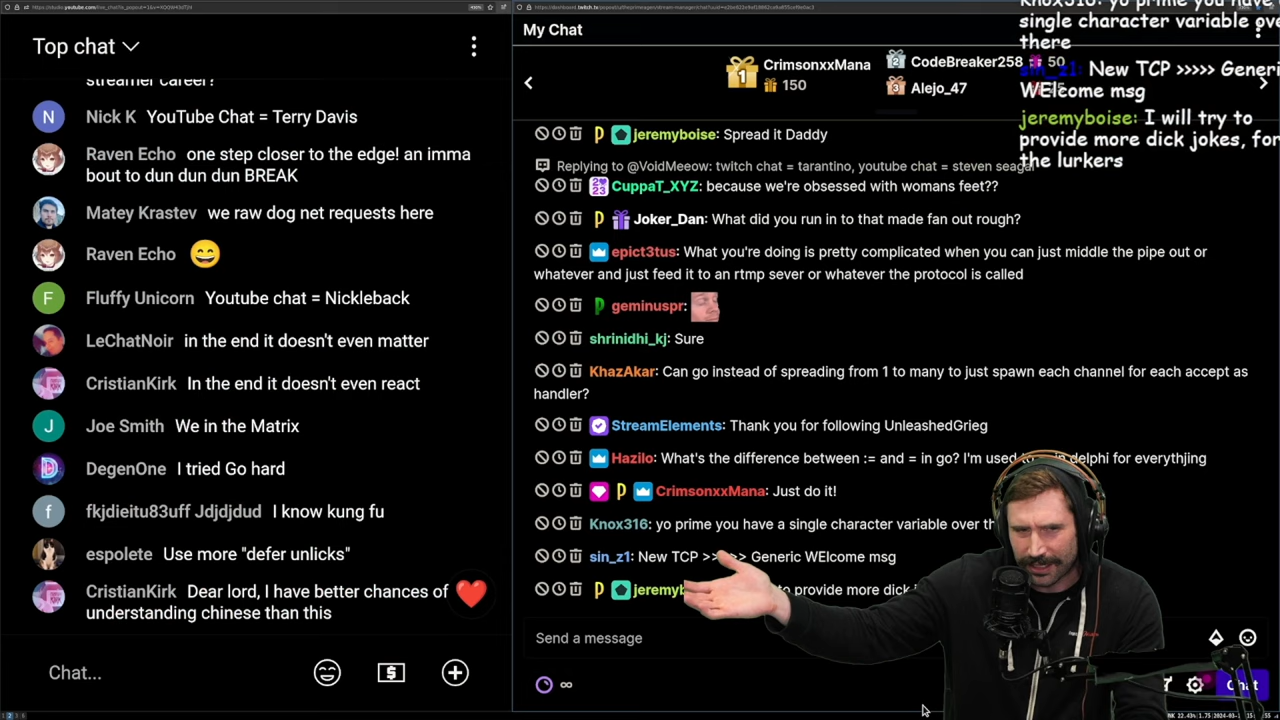 Top chat
streamer career?
N Nick K YouTube Chat = Terry Davis
Raven Echo one step closer to the edge! an imma
bout to dun dun dun BREAK
Matey Krastev we raw dog net requests here
Raven Echo
F Fluffy Unicorn Youtube chat = Nickleback
LeChatNoir in the end it doesn't even matter
CristianKirk In the end it doesn't even react
J Joe Smith We in the Matrix
D DegenOne I tried Go hard
f fkjdieitu83uff Jdjdjdud I know kung fu
espolete Use more "defer unlicks"
CristianKirk Dear lord, I have better chances of
understanding chinese than this
Chat...
My Chat
1 CrimsonxxMana
150
2 CodeBreaker258 50
3 Alejo_47
jeremyboise: Spread it Daddy
Replying to @VoidMeeow: twitch chat = tarantino, youtube chat = steven seagal
CuppaT_XYZ: because we're obsessed with womans feet??
Joker_Dan: What did you run in to that made fan out rough?
epict3tus: What you're doing is pretty complicated when you can just middle the pipe out or
whatever and just feed it to an rtmp sever or whatever the protocol is called
geminuspr:
shrinidhi_kj: Sure
KhazAkar: Can go instead of spreading from 1 to many to just spawn each channel for each accept as
handler?
StreamElements: Thank you for following UnleashedGrieg
Hazilo: What's the difference between := and = in go? I'm used to in delphi for everythjing
CrimsonxxMana: Just do it!
Knox316: yo prime you have a single character variable over
sin_z1: New TCP >>>>> Generic WElcome msg
to provide more dick
Send a message
Chat
Knox316: yo prime you have
single character variable over
there
sin_z1: New TCP >>>>> Generic
WElcome msg
jeremyboise: I will try to
provide more dick jokes, for
the lurkers